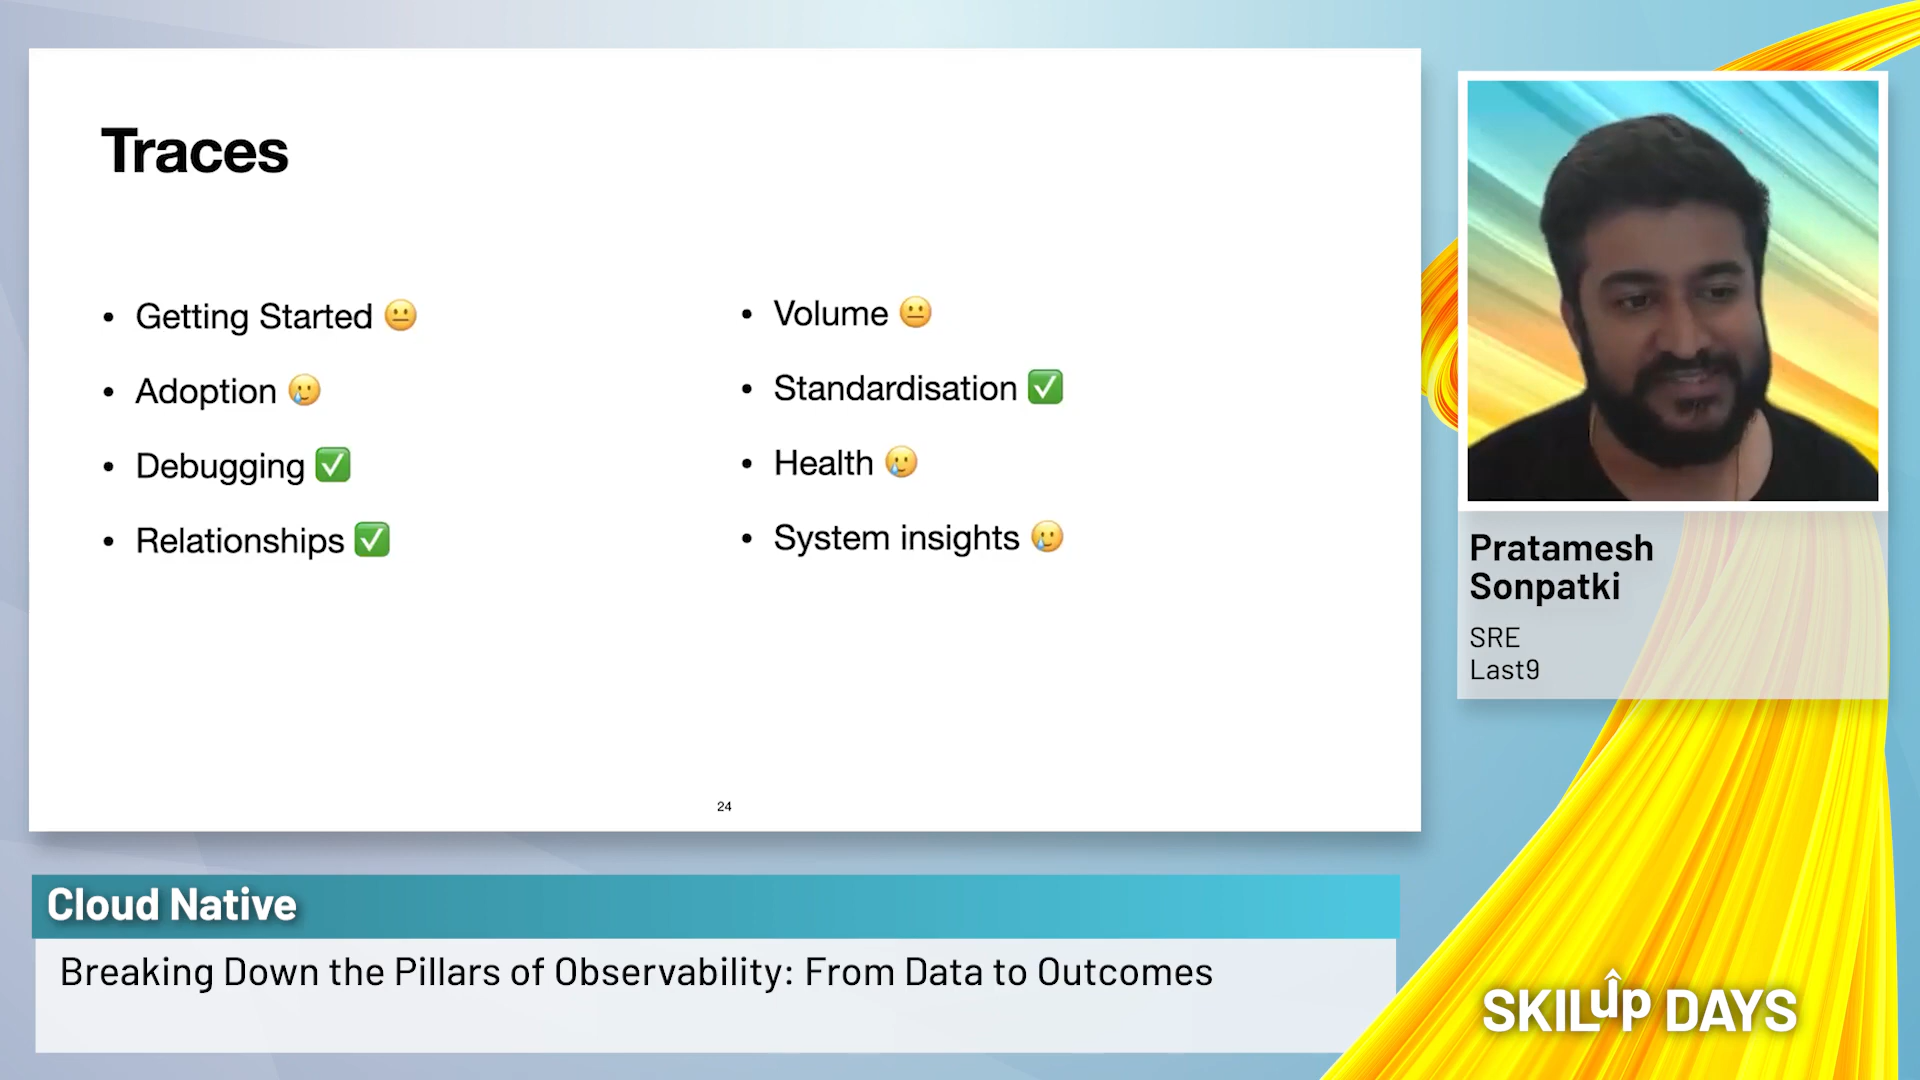 Traces
• Getting Started 😐
• Adoption 🥲
• Debugging ✅
• Relationships ✅
• Volume 😐
• Standardisation ✅
• Health 🥲
• System insights 🥲
24
Pratamesh
Sonpatki
SRE
Last9
Cloud Native
Breaking Down the Pillars of Observability: From Data to Outcomes
SKILup DAYS